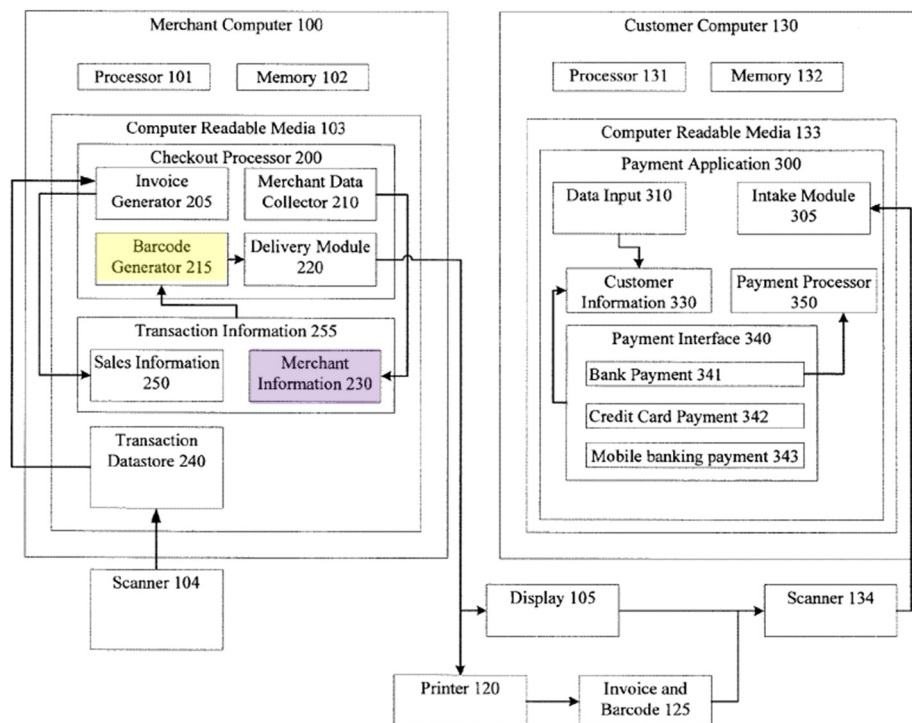 Merchant Computer 100
Processor 101
Memory 102
Computer Readable Media 103
Checkout Processor 200
Invoice
Generator 205
Merchant Data
Collector 210
Barcode
Generator 215
Delivery Module
220
Transaction Information 255
Sales Information
250
Merchant
Information 230
Transaction
Datastore 240
Scanner 104
Customer Computer 130
Processor 131
Memory 132
Computer Readable Media 133
Payment Application 300
Data Input 310
Intake Module
305
Customer
Information 330
Payment Processor
350
Payment Interface 340
Bank Payment 341
Credit Card Payment 342
Mobile banking payment 343
Display 105
Scanner 134
Printer 120
Invoice and
Barcode 125